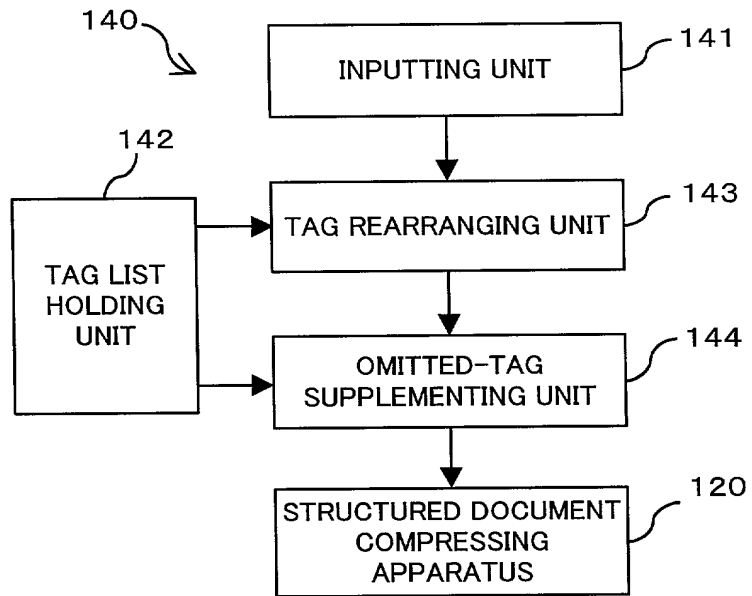 140
INPUTTING UNIT
141
142
TAG LIST
HOLDING
UNIT
TAG REARRANGING UNIT
143
OMITTED-TAG
SUPPLEMENTING UNIT
144
STRUCTURED DOCUMENT
COMPRESSING
APPARATUS
120